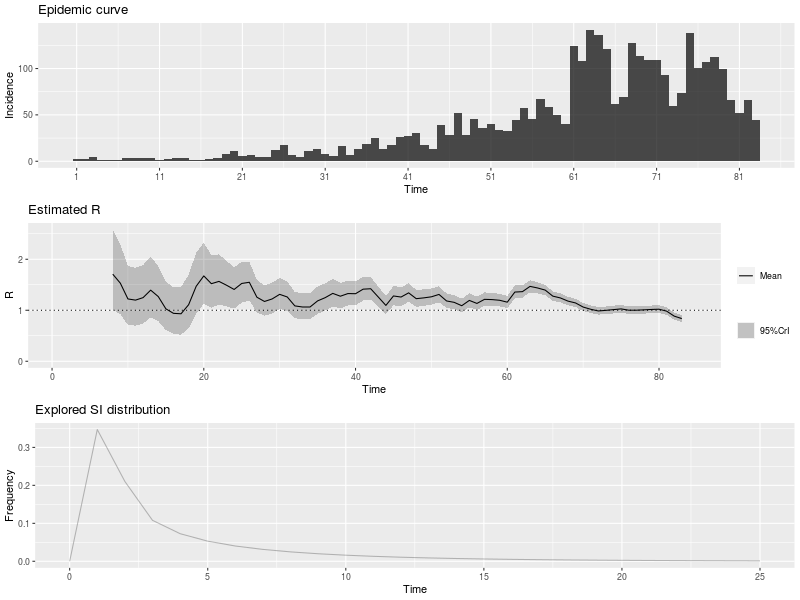 Epidemic curve
Incidence
100
50
0
1 11 21 31 41 51 61 71 81
Time
Estimated R
R
2
1
0
0 20 40 60 80
Time
Mean
95%CrI
Explored SI distribution
Frequency
0.3
0.2
0.1
0.0
0 5 10 15 20 25
Time